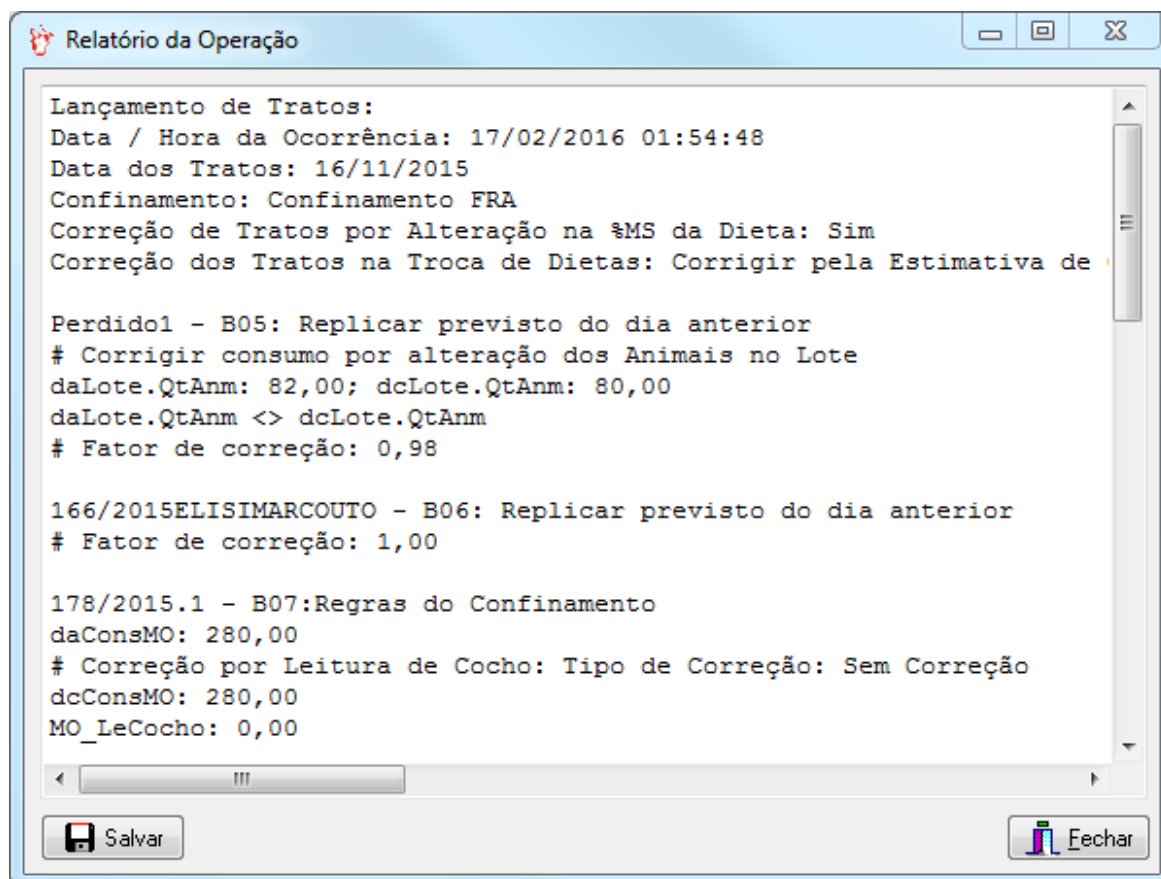 Relatório da Operação
Lançamento de Tratos:
Data / Hora da Ocorrência: 17/02/2016 01:54:48
Data dos Tratos: 16/11/2015
Confinamento: Confinamento FRA
Correção de Tratos por Alteração na %MS da Dieta: Sim
Correção dos Tratos na Troca de Dietas: Corrigir pela Estimativa de
Perdido1 - B05: Replicar previsto do dia anterior
# Corrigir consumo por alteração dos Animais no Lote
daLote.QtAnm: 82,00; dcLote.QtAnm: 80,00
daLote.QtAnm <> dcLote.QtAnm
# Fator de correção: 0,98
166/2015ELISIMARCOUTO - B06: Replicar previsto do dia anterior
# Fator de correção: 1,00
178/2015.1 - B07:Regras do Confinamento
daConsMO: 280,00
# Correção por Leitura de Cocho: Tipo de Correção: Sem Correção
dcConsMO: 280,00
MO_LeCocho: 0,00
Salvar
Fechar